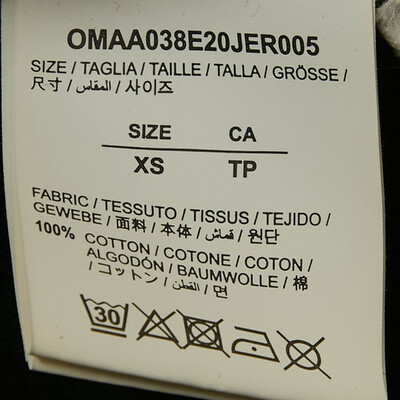 OMAA038E20JER005
SIZE / TAGLIA / TAILLE / TALLA / GRÖSSE /
尺寸 / المقاس / 사이즈
SIZE CA
XS TP
FABRIC / TESSUTO / TISSUS / TEJIDO /
GEWEBE / 面料 / 本体 / قماش / 원단
100% COTTON / COTONE / COTON /
ALGODÓN / BAUMWOLLE / 棉
/ コットン / القطن / 면
30